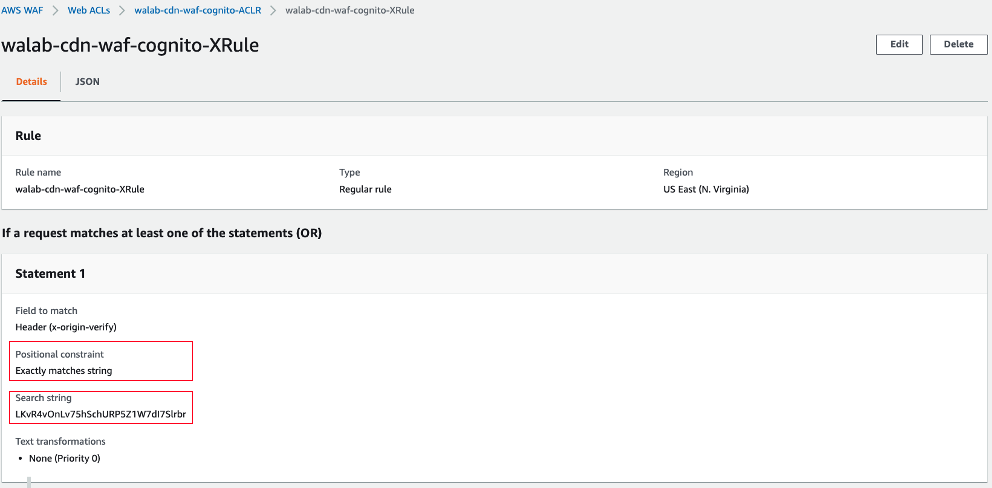 AWS WAF > Web ACLs > walab-cdn-waf-cognito-ACLR > walab-cdn-waf-cognito-XRule
walab-cdn-waf-cognito-XRule
Edit Delete
Details JSON
Rule
Rule name Type Region
walab-cdn-waf-cognito-XRule Regular rule US East (N. Virginia)
If a request matches at least one of the statements (OR)
Statement 1
Field to match
Header (x-origin-verify)
Positional constraint
Exactly matches string
Search string
LKvR4vOnLv75hSchURP5Z1W7dI7Slrbr
Text transformations
• None (Priority 0)